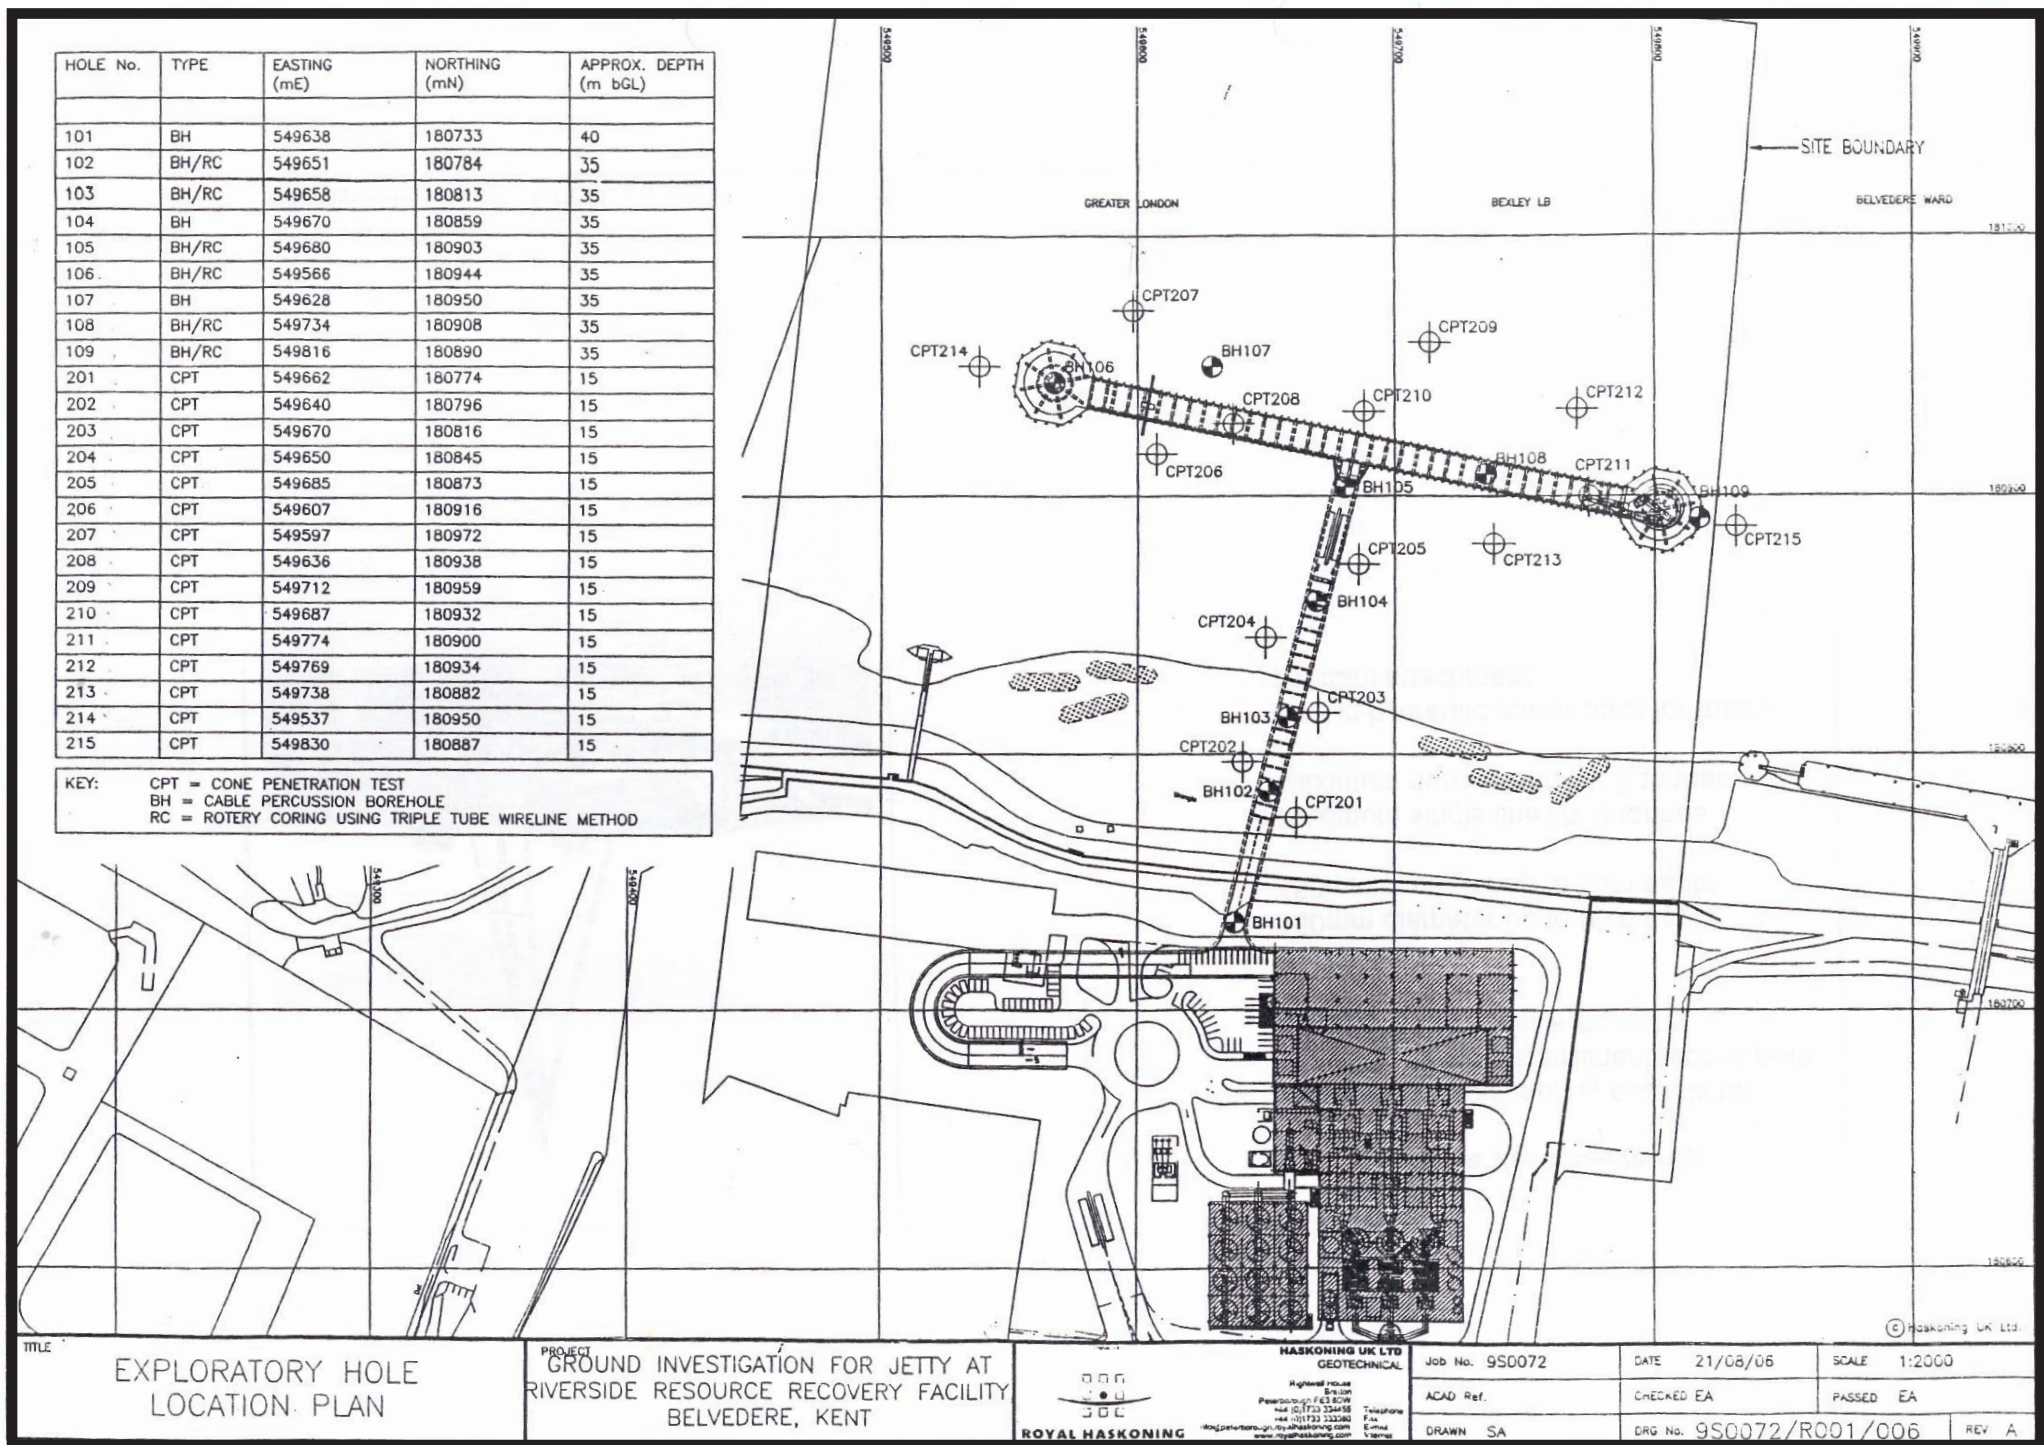 HOLE No. TYPE EASTING (mE) NORTHING (mN) APPROX. DEPTH (m bGL)
101 BH 549638 180733 40
102 BH/RC 549651 180784 35
103 BH/RC 549658 180813 35
104 BH 549670 180859 35
105 BH/RC 549680 180903 35
106 BH/RC 549566 180944 35
107 BH 549628 180950 35
108 BH/RC 549734 180908 35
109 BH/RC 549816 180890 35
201 CPT 549662 180774 15
202 CPT 549640 180796 15
203 CPT 549670 180816 15
204 CPT 549650 180845 15
205 CPT 549685 180873 15
206 CPT 549607 180916 15
207 CPT 549597 180972 15
208 CPT 549636 180938 15
209 CPT 549712 180959 15
210 CPT 549687 180932 15
211 CPT 549774 180900 15
212 CPT 549769 180934 15
213 CPT 549738 180882 15
214 CPT 549537 180950 15
215 CPT 549830 180887 15
KEY: CPT = CONE PENETRATION TEST
BH = CABLE PERCUSSION BOREHOLE
RC = ROTERY CORING USING TRIPLE TUBE WIRELINE METHOD
549500
549600
549700
549800
549900
SITE BOUNDARY
GREATER LONDON
BEXLEY LB
BELVEDERE WARD
181000
CPT207
CPT209
CPT214
BH106
BH107
CPT208
CPT210
CPT212
CPT206
BH108
CPT211
BH105
BH109
180900
CPT215
CPT205
CPT213
BH104
CPT204
CPT203
BH103
CPT202
180800
BH102
CPT201
549300
549400
BH101
180700
180600
© Haskoning UK Ltd.
TITLE
EXPLORATORY HOLE
LOCATION PLAN
PROJECT
GROUND INVESTIGATION FOR JETTY AT
RIVERSIDE RESOURCE RECOVERY FACILITY
BELVEDERE, KENT
HASKONING UK LTD
GEOTECHNICAL
Telephone
Fax
ROYAL HASKONING
Job No. 9S0072
DATE 21/08/06
SCALE 1:2000
ACAD Ref.
CHECKED EA
PASSED EA
DRAWN SA
DRG No. 9S0072/R001/006
REV A